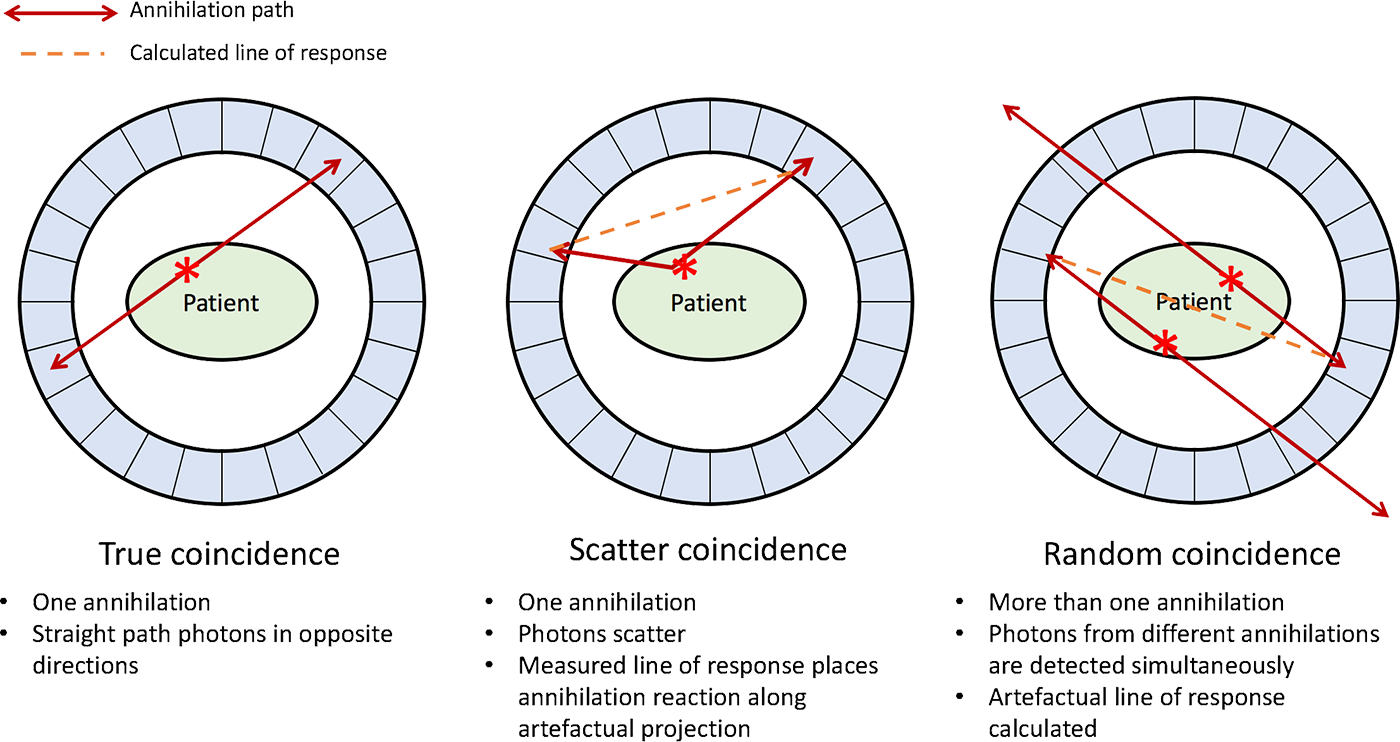 Annihilation path
Calculated line of response
Patient
Patient
Patient
True coincidence
• One annihilation
• Straight path photons in opposite
directions
Scatter coincidence
• One annihilation
• Photons scatter
• Measured line of response places
annihilation reaction along
artefactual projection
Random coincidence
• More than one annihilation
• Photons from different annihilations
are detected simultaneously
• Artefactual line of response
calculated